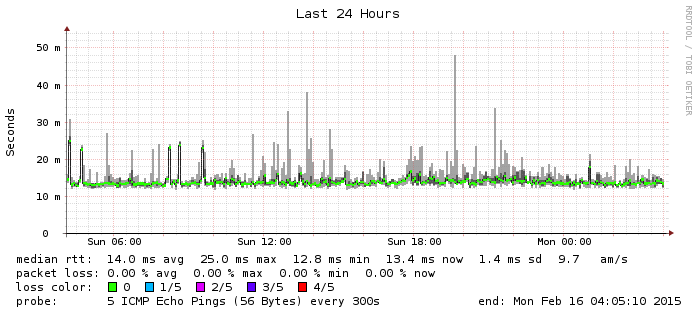 Last 24 Hours
RRDTOOL / TOBI OETIKER
Seconds
50 m
40 m
30 m
20 m
10 m
0
Sun 06:00 Sun 12:00 Sun 18:00 Mon 00:00
median rtt: 14.0 ms avg 25.0 ms max 12.8 ms min 13.4 ms now 1.4 ms sd 9.7 am/s
packet loss: 0.00 % avg 0.00 % max 0.00 % min 0.00 % now
loss color: 0 1/5 2/5 3/5 4/5
probe: 5 ICMP Echo Pings (56 Bytes) every 300s end: Mon Feb 16 04:05:10 2015